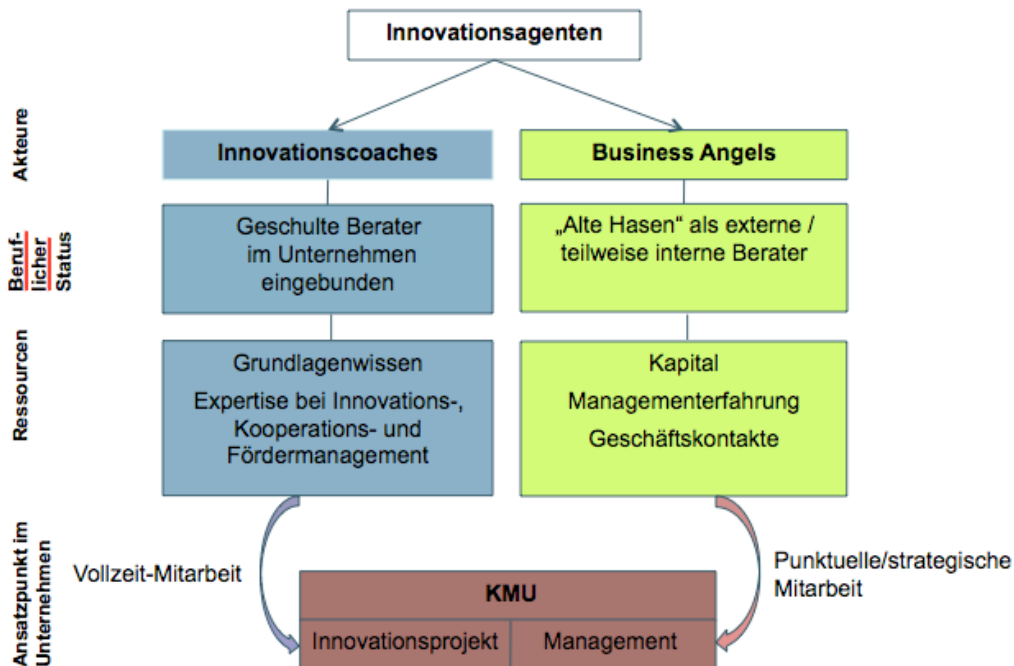 Innovationsagenten
Akteure
Innovationscoaches
Business Angels
Beruf-
licher
Status
Geschulte Berater
im Unternehmen
eingebunden
„Alte Hasen“ als externe /
teilweise interne Berater
Ressourcen
Grundlagenwissen
Expertise bei Innovations-,
Kooperations- und
Fördermanagement
Kapital
Managementerfahrung
Geschäftskontakte
Ansatzpunkt im
Unternehmen
Vollzeit-Mitarbeit
Punktuelle/strategische
Mitarbeit
KMU
Innovationsprojekt
Management